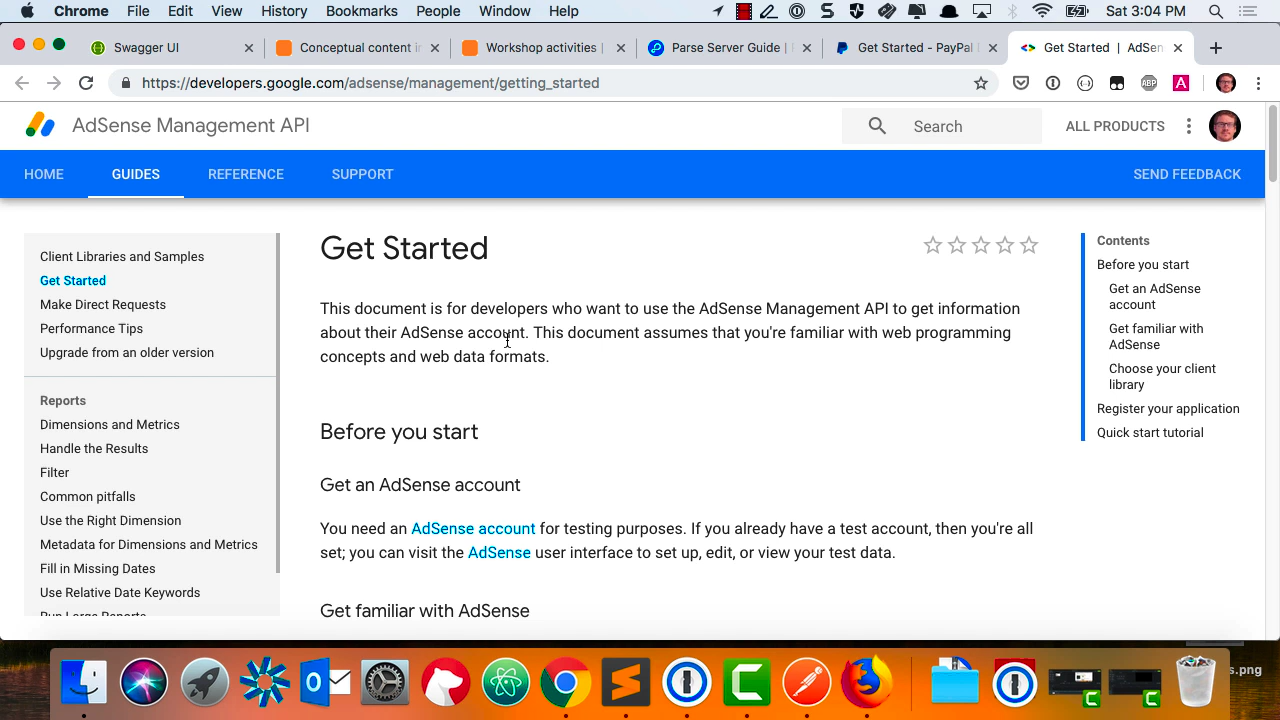 Chrome File Edit View History Bookmarks People Window Help Sat 3:04 PM
Swagger UI
Conceptual content i
Workshop activities |
Parse Server Guide |
Get Started - PayPal
Get Started | AdSen
https://developers.google.com/adsense/management/getting_started
ABP
A
AdSense Management API
Search
ALL PRODUCTS
HOME GUIDES REFERENCE SUPPORT SEND FEEDBACK
Client Libraries and Samples
Get Started
Make Direct Requests
Performance Tips
Upgrade from an older version
Reports
Dimensions and Metrics
Handle the Results
Filter
Common pitfalls
Use the Right Dimension
Metadata for Dimensions and Metrics
Fill in Missing Dates
Use Relative Date Keywords
Run Large Reports
Get Started
This document is for developers who want to use the AdSense Management API to get information
about their AdSense account. This document assumes that you're familiar with web programming
concepts and web data formats.
Before you start
Get an AdSense account
You need an AdSense account for testing purposes. If you already have a test account, then you're all
set; you can visit the AdSense user interface to set up, edit, or view your test data.
Get familiar with AdSense
Contents
Before you start
Get an AdSense
account
Get familiar with
AdSense
Choose your client
library
Register your application
Quick start tutorial
s.png